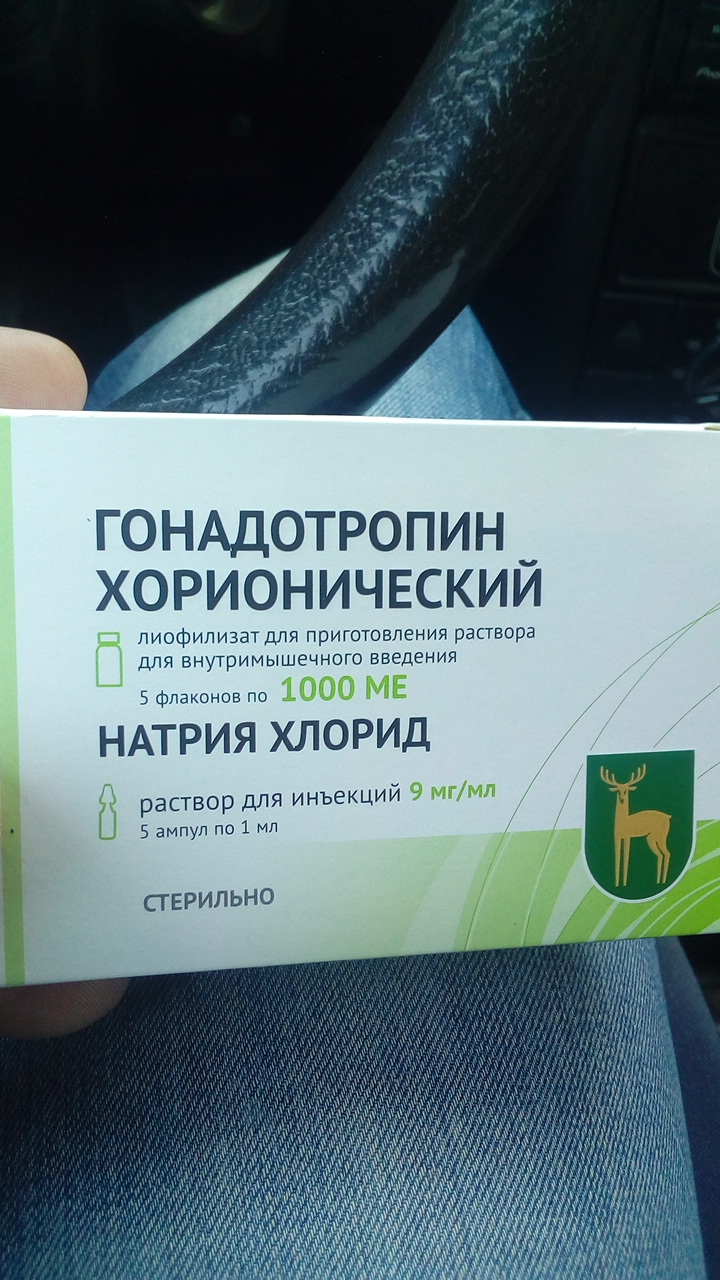 ГОНАДОТРОПИН
ХОРИОНИЧЕСКИЙ
лиофилизат для приготовления раствора
для внутримышечного введения
5 флаконов по 1000 МЕ
НАТРИЯ ХЛОРИД
раствор для инъекций 9 мг/мл
5 ампул по 1 мл
СТЕРИЛЬНО